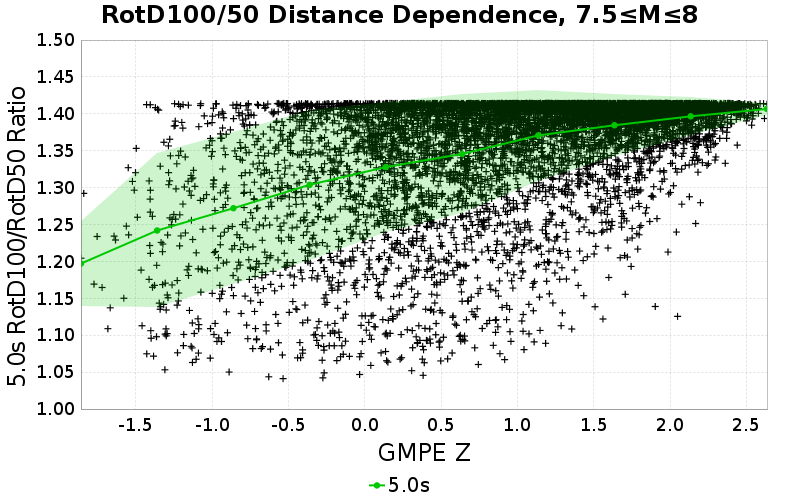 RotD100/50 Distance Dependence, 7.5≤M≤8
5.0s RotD100/RotD50 Ratio
1.50
1.45
1.40
1.35
1.30
1.25
1.20
1.15
1.10
1.05
1.00
-1.5 -1.0 -0.5 0.0 0.5 1.0 1.5 2.0 2.5
GMPE Z
5.0s